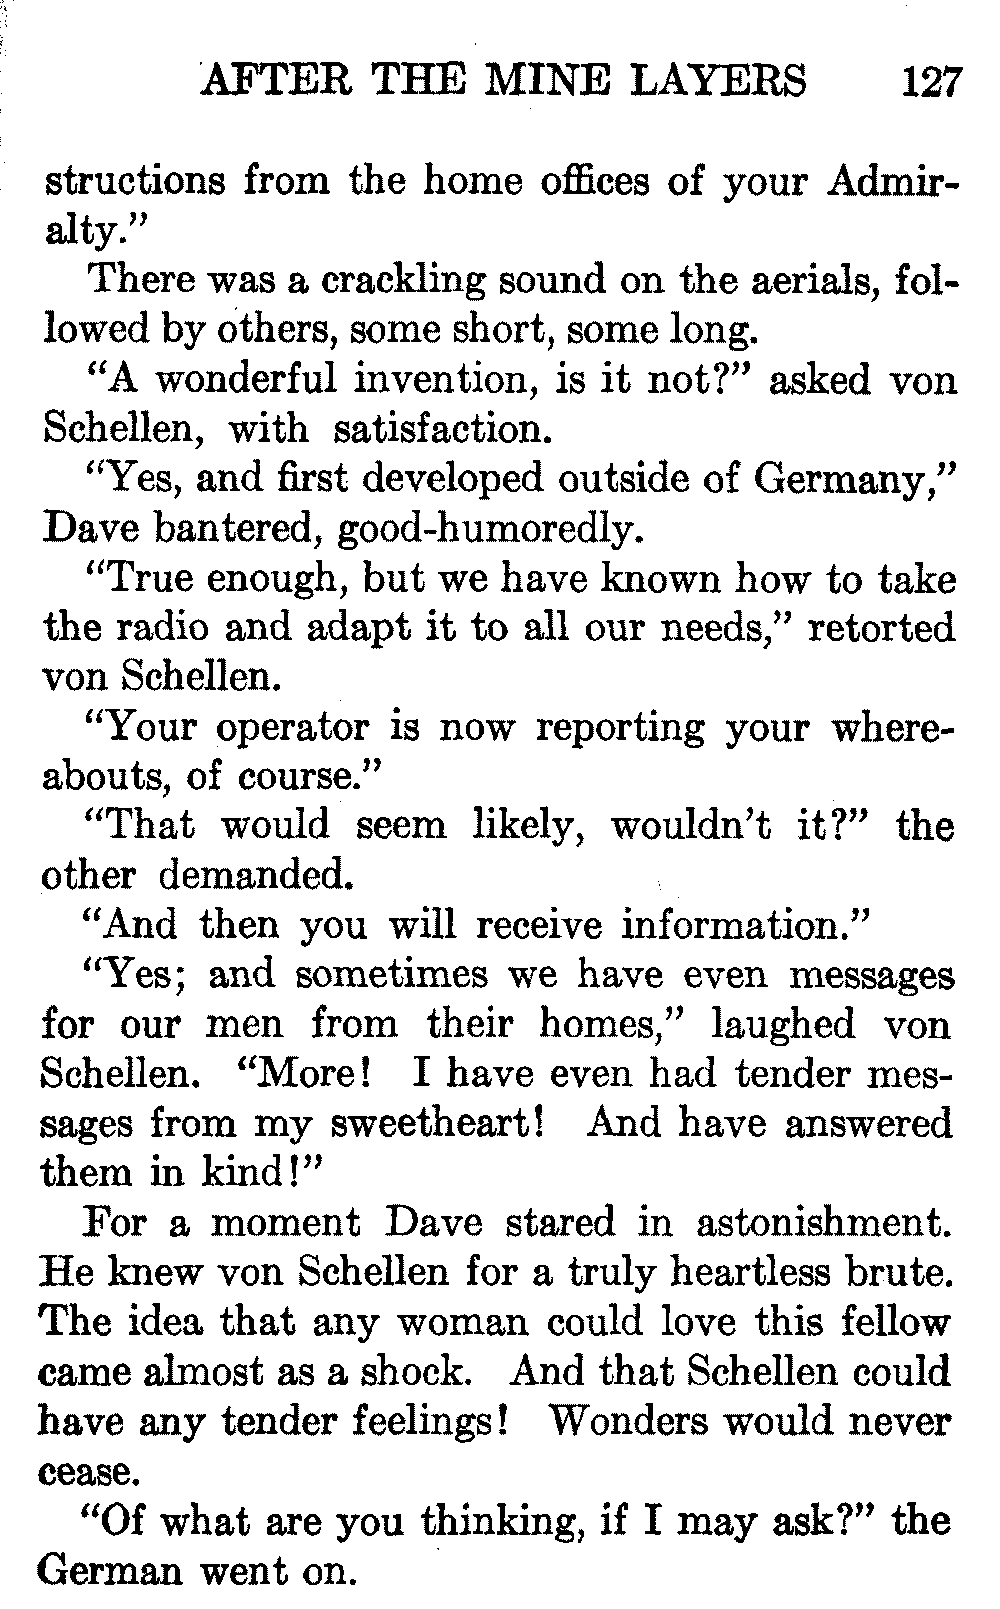 AFTER THE MINE LAYERS 127
structions from the home offices of your Admir-
alty."
There was a crackling sound on the aerials, fol-
lowed by others, some short, some long.
"A wonderful invention, is it not?" asked von
Schellen, with satisfaction.
"Yes, and first developed outside of Germany,"
Dave bantered, good-humoredly.
"True enough, but we have known how to take
the radio and adapt it to all our needs," retorted
von Schellen.
"Your operator is now reporting your where-
abouts, of course."
"That would seem likely, wouldn't it?" the
other demanded.
"And then you will receive information."
"Yes; and sometimes we have even messages
for our men from their homes," laughed von
Schellen. "More! I have even had tender mes-
sages from my sweetheart! And have answered
them in kind!"
For a moment Dave stared in astonishment.
He knew von Schellen for a truly heartless brute.
The idea that any woman could love this fellow
came almost as a shock. And that Schellen could
have any tender feelings! Wonders would never
cease.
"Of what are you thinking, if I may ask?" the
German went on.